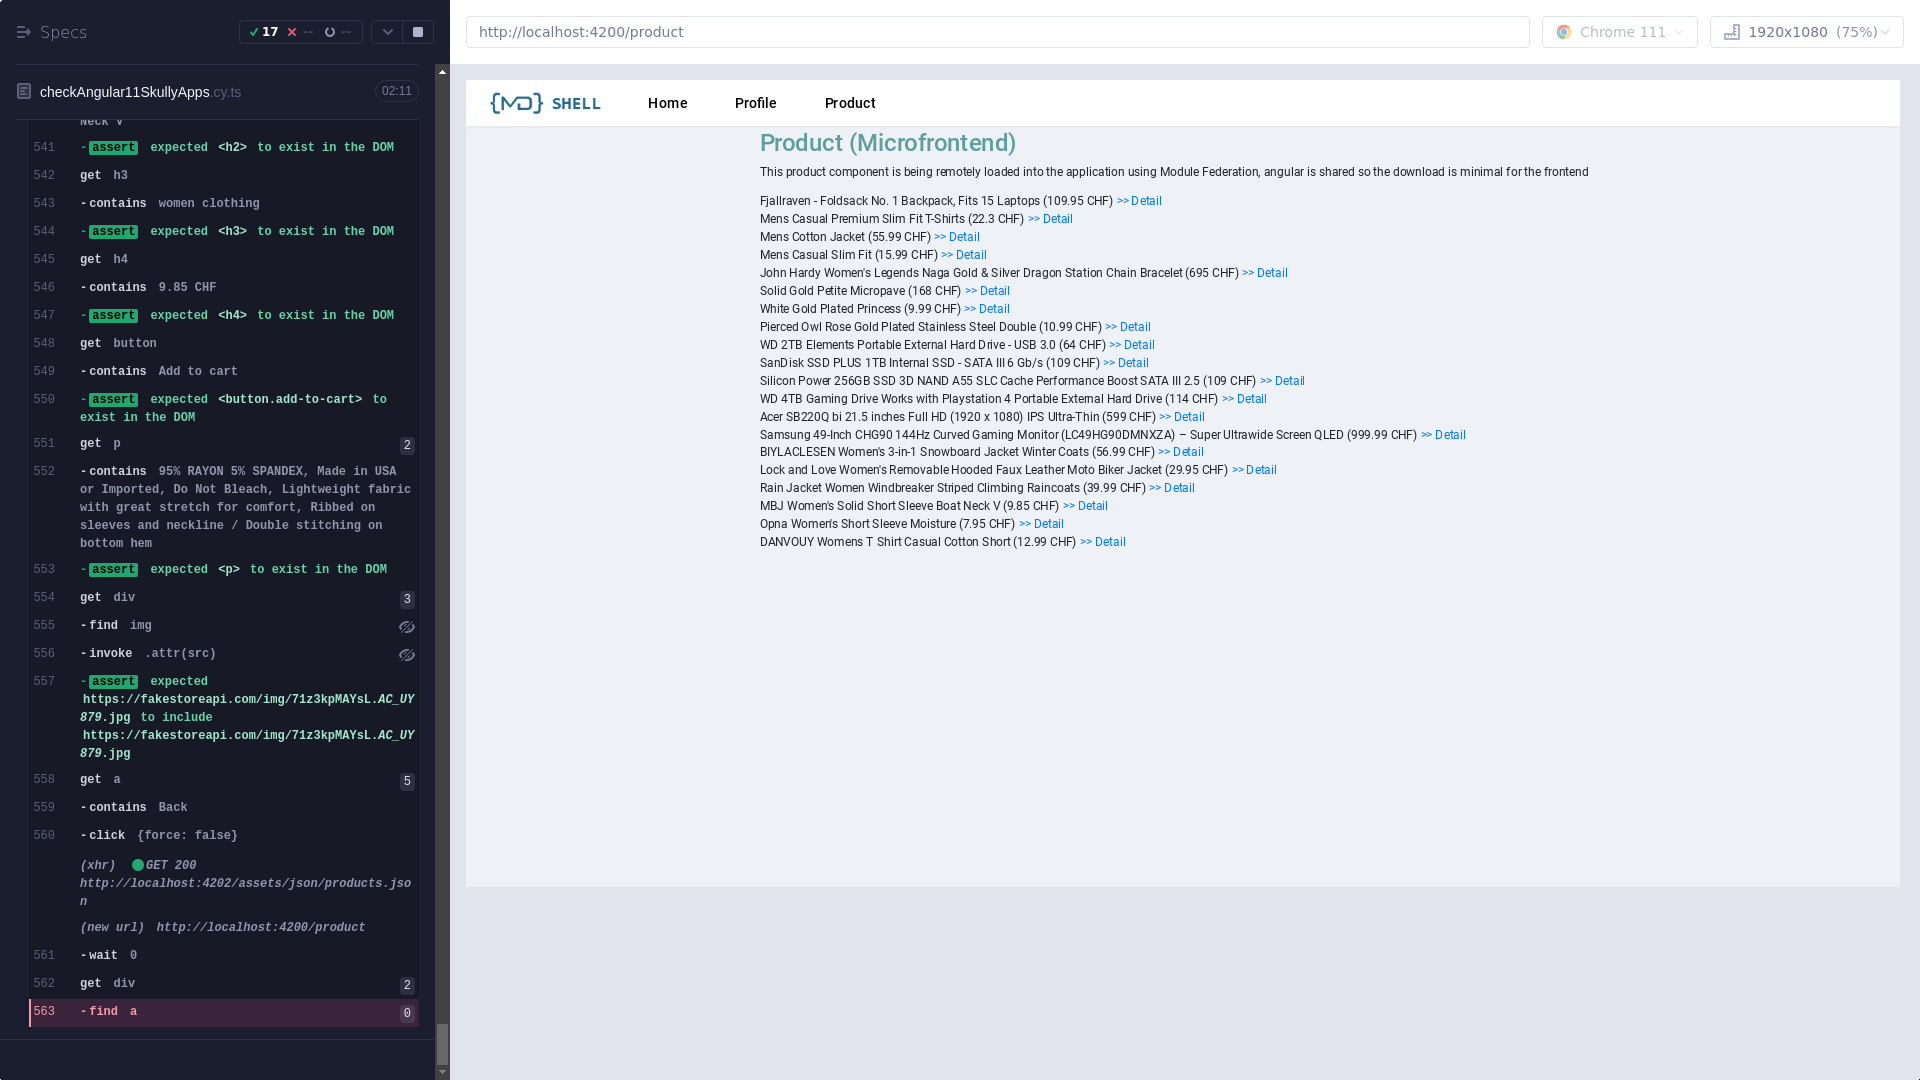 Specs
17
--
--
checkAngular11SkullyApps.cy.ts
02:11
Neck V
541 -assert expected <h2> to exist in the DOM
542 get h3
543 -contains women clothing
544 -assert expected <h3> to exist in the DOM
545 get h4
546 -contains 9.85 CHF
547 -assert expected <h4> to exist in the DOM
548 get button
549 -contains Add to cart
550 -assert expected <button.add-to-cart> to
exist in the DOM
551 get p 2
552 -contains 95% RAYON 5% SPANDEX, Made in USA
or Imported, Do Not Bleach, Lightweight fabric
with great stretch for comfort, Ribbed on
sleeves and neckline / Double stitching on
bottom hem
553 -assert expected <p> to exist in the DOM
554 get div 3
555 -find img
556 -invoke .attr(src)
557 -assert expected
https://fakestoreapi.com/img/71z3kpMAYsL.AC_UY
879.jpg to include
https://fakestoreapi.com/img/71z3kpMAYsL.AC_UY
879.jpg
558 get a 5
559 -contains Back
560 -click {force: false}
(xhr) GET 200
http://localhost:4202/assets/json/products.jso
n
(new url) http://localhost:4200/product
561 -wait 0
562 get div 2
563 -find a 0
http://localhost:4200/product
Chrome 111
1920x1080 (75%)
{MD} SHELL
Home
Profile
Product
Product (Microfrontend)
This product component is being remotely loaded into the application using Module Federation, angular is shared so the download is minimal for the frontend
Fjallraven - Foldsack No. 1 Backpack, Fits 15 Laptops (109.95 CHF) >> Detail
Mens Casual Premium Slim Fit T-Shirts (22.3 CHF) >> Detail
Mens Cotton Jacket (55.99 CHF) >> Detail
Mens Casual Slim Fit (15.99 CHF) >> Detail
John Hardy Women's Legends Naga Gold & Silver Dragon Station Chain Bracelet (695 CHF) >> Detail
Solid Gold Petite Micropave (168 CHF) >> Detail
White Gold Plated Princess (9.99 CHF) >> Detail
Pierced Owl Rose Gold Plated Stainless Steel Double (10.99 CHF) >> Detail
WD 2TB Elements Portable External Hard Drive - USB 3.0 (64 CHF) >> Detail
SanDisk SSD PLUS 1TB Internal SSD - SATA III 6 Gb/s (109 CHF) >> Detail
Silicon Power 256GB SSD 3D NAND A55 SLC Cache Performance Boost SATA III 2.5 (109 CHF) >> Detail
WD 4TB Gaming Drive Works with Playstation 4 Portable External Hard Drive (114 CHF) >> Detail
Acer SB220Q bi 21.5 inches Full HD (1920 x 1080) IPS Ultra-Thin (599 CHF) >> Detail
Samsung 49-Inch CHG90 144Hz Curved Gaming Monitor (LC49HG90DMNXZA) – Super Ultrawide Screen QLED (999.99 CHF) >> Detail
BIYLACLESEN Women's 3-in-1 Snowboard Jacket Winter Coats (56.99 CHF) >> Detail
Lock and Love Women's Removable Hooded Faux Leather Moto Biker Jacket (29.95 CHF) >> Detail
Rain Jacket Women Windbreaker Striped Climbing Raincoats (39.99 CHF) >> Detail
MBJ Women's Solid Short Sleeve Boat Neck V (9.85 CHF) >> Detail
Opna Women's Short Sleeve Moisture (7.95 CHF) >> Detail
DANVOUY Womens T Shirt Casual Cotton Short (12.99 CHF) >> Detail